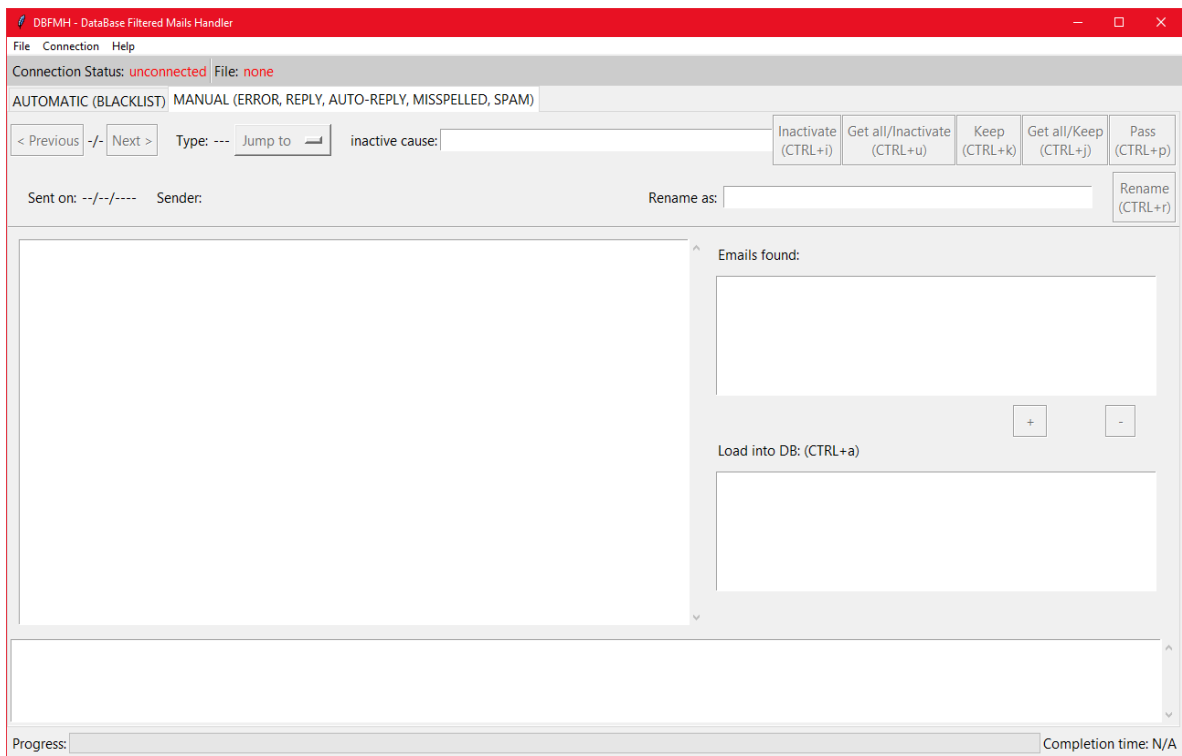 DBFMH - DataBase Filtered Mails Handler
File Connection Help
Connection Status: unconnected File: none
AUTOMATIC (BLACKLIST) MANUAL (ERROR, REPLY, AUTO-REPLY, MISSPELLED, SPAM)
< Previous -/- Next > Type: --- Jump to inactive cause:
Inactivate Get all/Inactivate Keep Get all/Keep Pass
(CTRL+i) (CTRL+u) (CTRL+k) (CTRL+j) (CTRL+p)
Sent on: --/--/---- Sender: Rename as:
Rename
(CTRL+r)
Emails found:
+ -
Load into DB: (CTRL+a)
Progress: Completion time: N/A